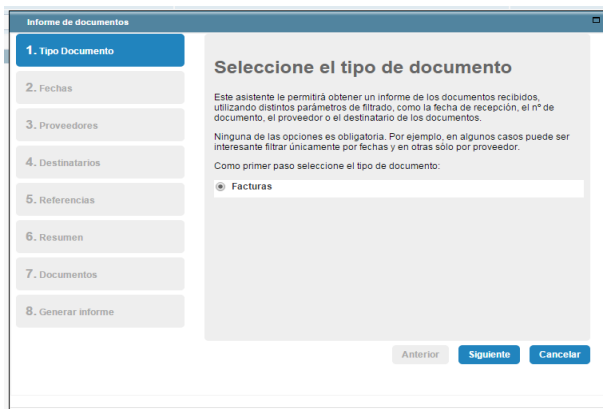 Informe de documentos
1. Tipo Documento
2. Fechas
3. Proveedores
4. Destinatarios
5. Referencias
6. Resumen
7. Documentos
8. Generar informe
Seleccione el tipo de documento
Este asistente le permitirá obtener un informe de los documentos recibidos,
utilizando distintos parámetros de filtrado, como la fecha de recepción, el nº de
documento, el proveedor o el destinatario de los documentos.
Ninguna de las opciones es obligatoria. Por ejemplo, en algunos casos puede ser
interesante filtrar únicamente por fechas y en otras sólo por proveedor.
Como primer paso seleccione el tipo de documento:
Facturas
Anterior Siguiente Cancelar